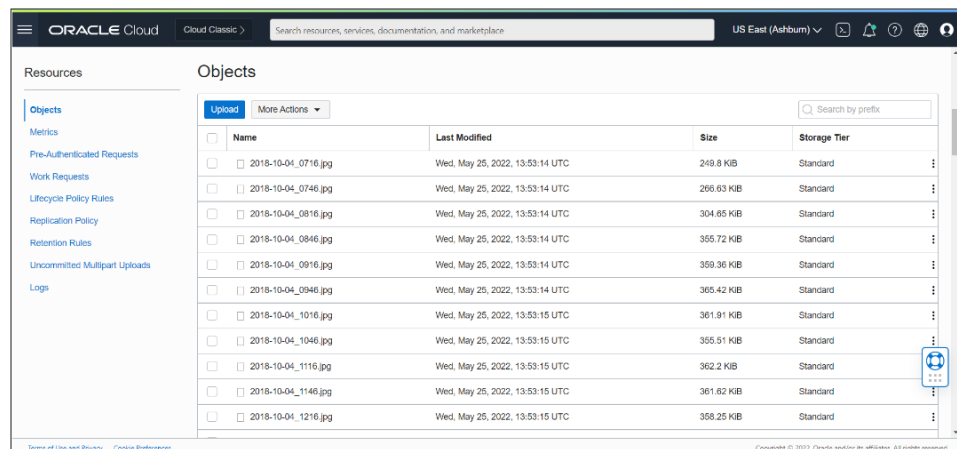 ORACLE Cloud Cloud Classic > Search resources, services, documentation, and marketplace US East (Ashburn)
Resources
Objects
Metrics
Pre-Authenticated Requests
Work Requests
Lifecycle Policy Rules
Replication Policy
Retention Rules
Uncommitted Multipart Uploads
Logs
Objects
Upload More Actions Search by prefix
Name Last Modified Size Storage Tier
2018-10-04_0716.jpg Wed, May 25, 2022, 13:53:14 UTC 249.8 KiB Standard
2018-10-04_0746.jpg Wed, May 25, 2022, 13:53:14 UTC 266.63 KiB Standard
2018-10-04_0816.jpg Wed, May 25, 2022, 13:53:14 UTC 304.65 KiB Standard
2018-10-04_0846.jpg Wed, May 25, 2022, 13:53:14 UTC 355.72 KiB Standard
2018-10-04_0916.jpg Wed, May 25, 2022, 13:53:14 UTC 359.36 KiB Standard
2018-10-04_0946.jpg Wed, May 25, 2022, 13:53:14 UTC 365.42 KiB Standard
2018-10-04_1016.jpg Wed, May 25, 2022, 13:53:15 UTC 361.91 KiB Standard
2018-10-04_1046.jpg Wed, May 25, 2022, 13:53:15 UTC 355.51 KiB Standard
2018-10-04_1116.jpg Wed, May 25, 2022, 13:53:15 UTC 362.2 KiB Standard
2018-10-04_1146.jpg Wed, May 25, 2022, 13:53:15 UTC 361.62 KiB Standard
2018-10-04_1216.jpg Wed, May 25, 2022, 13:53:15 UTC 358.25 KiB Standard
Terms of Use and Privacy Cookie Preferences Copyright © 2022, Oracle and/or its affiliates. All rights reserved.